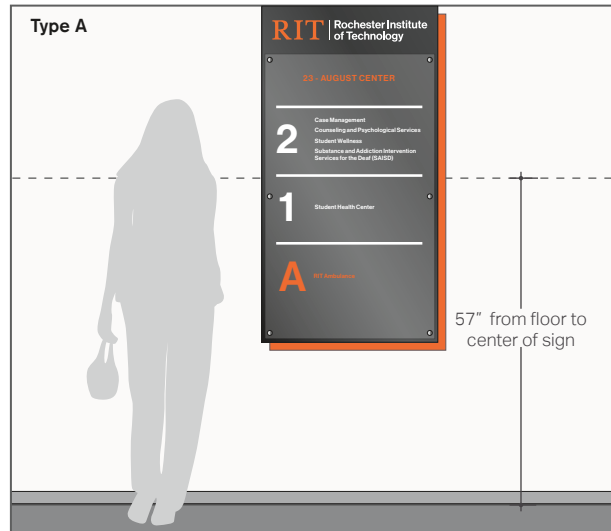 Type A
RIT Rochester Institute
of Technology
23 - AUGUST CENTER
2
Case Management
Counseling and Psychological Services
Student Wellness
Substance and Addiction Intervention
Services for the Deaf (SAISD)
1
Student Health Center
A
RIT Ambulance
57" from floor to
center of sign